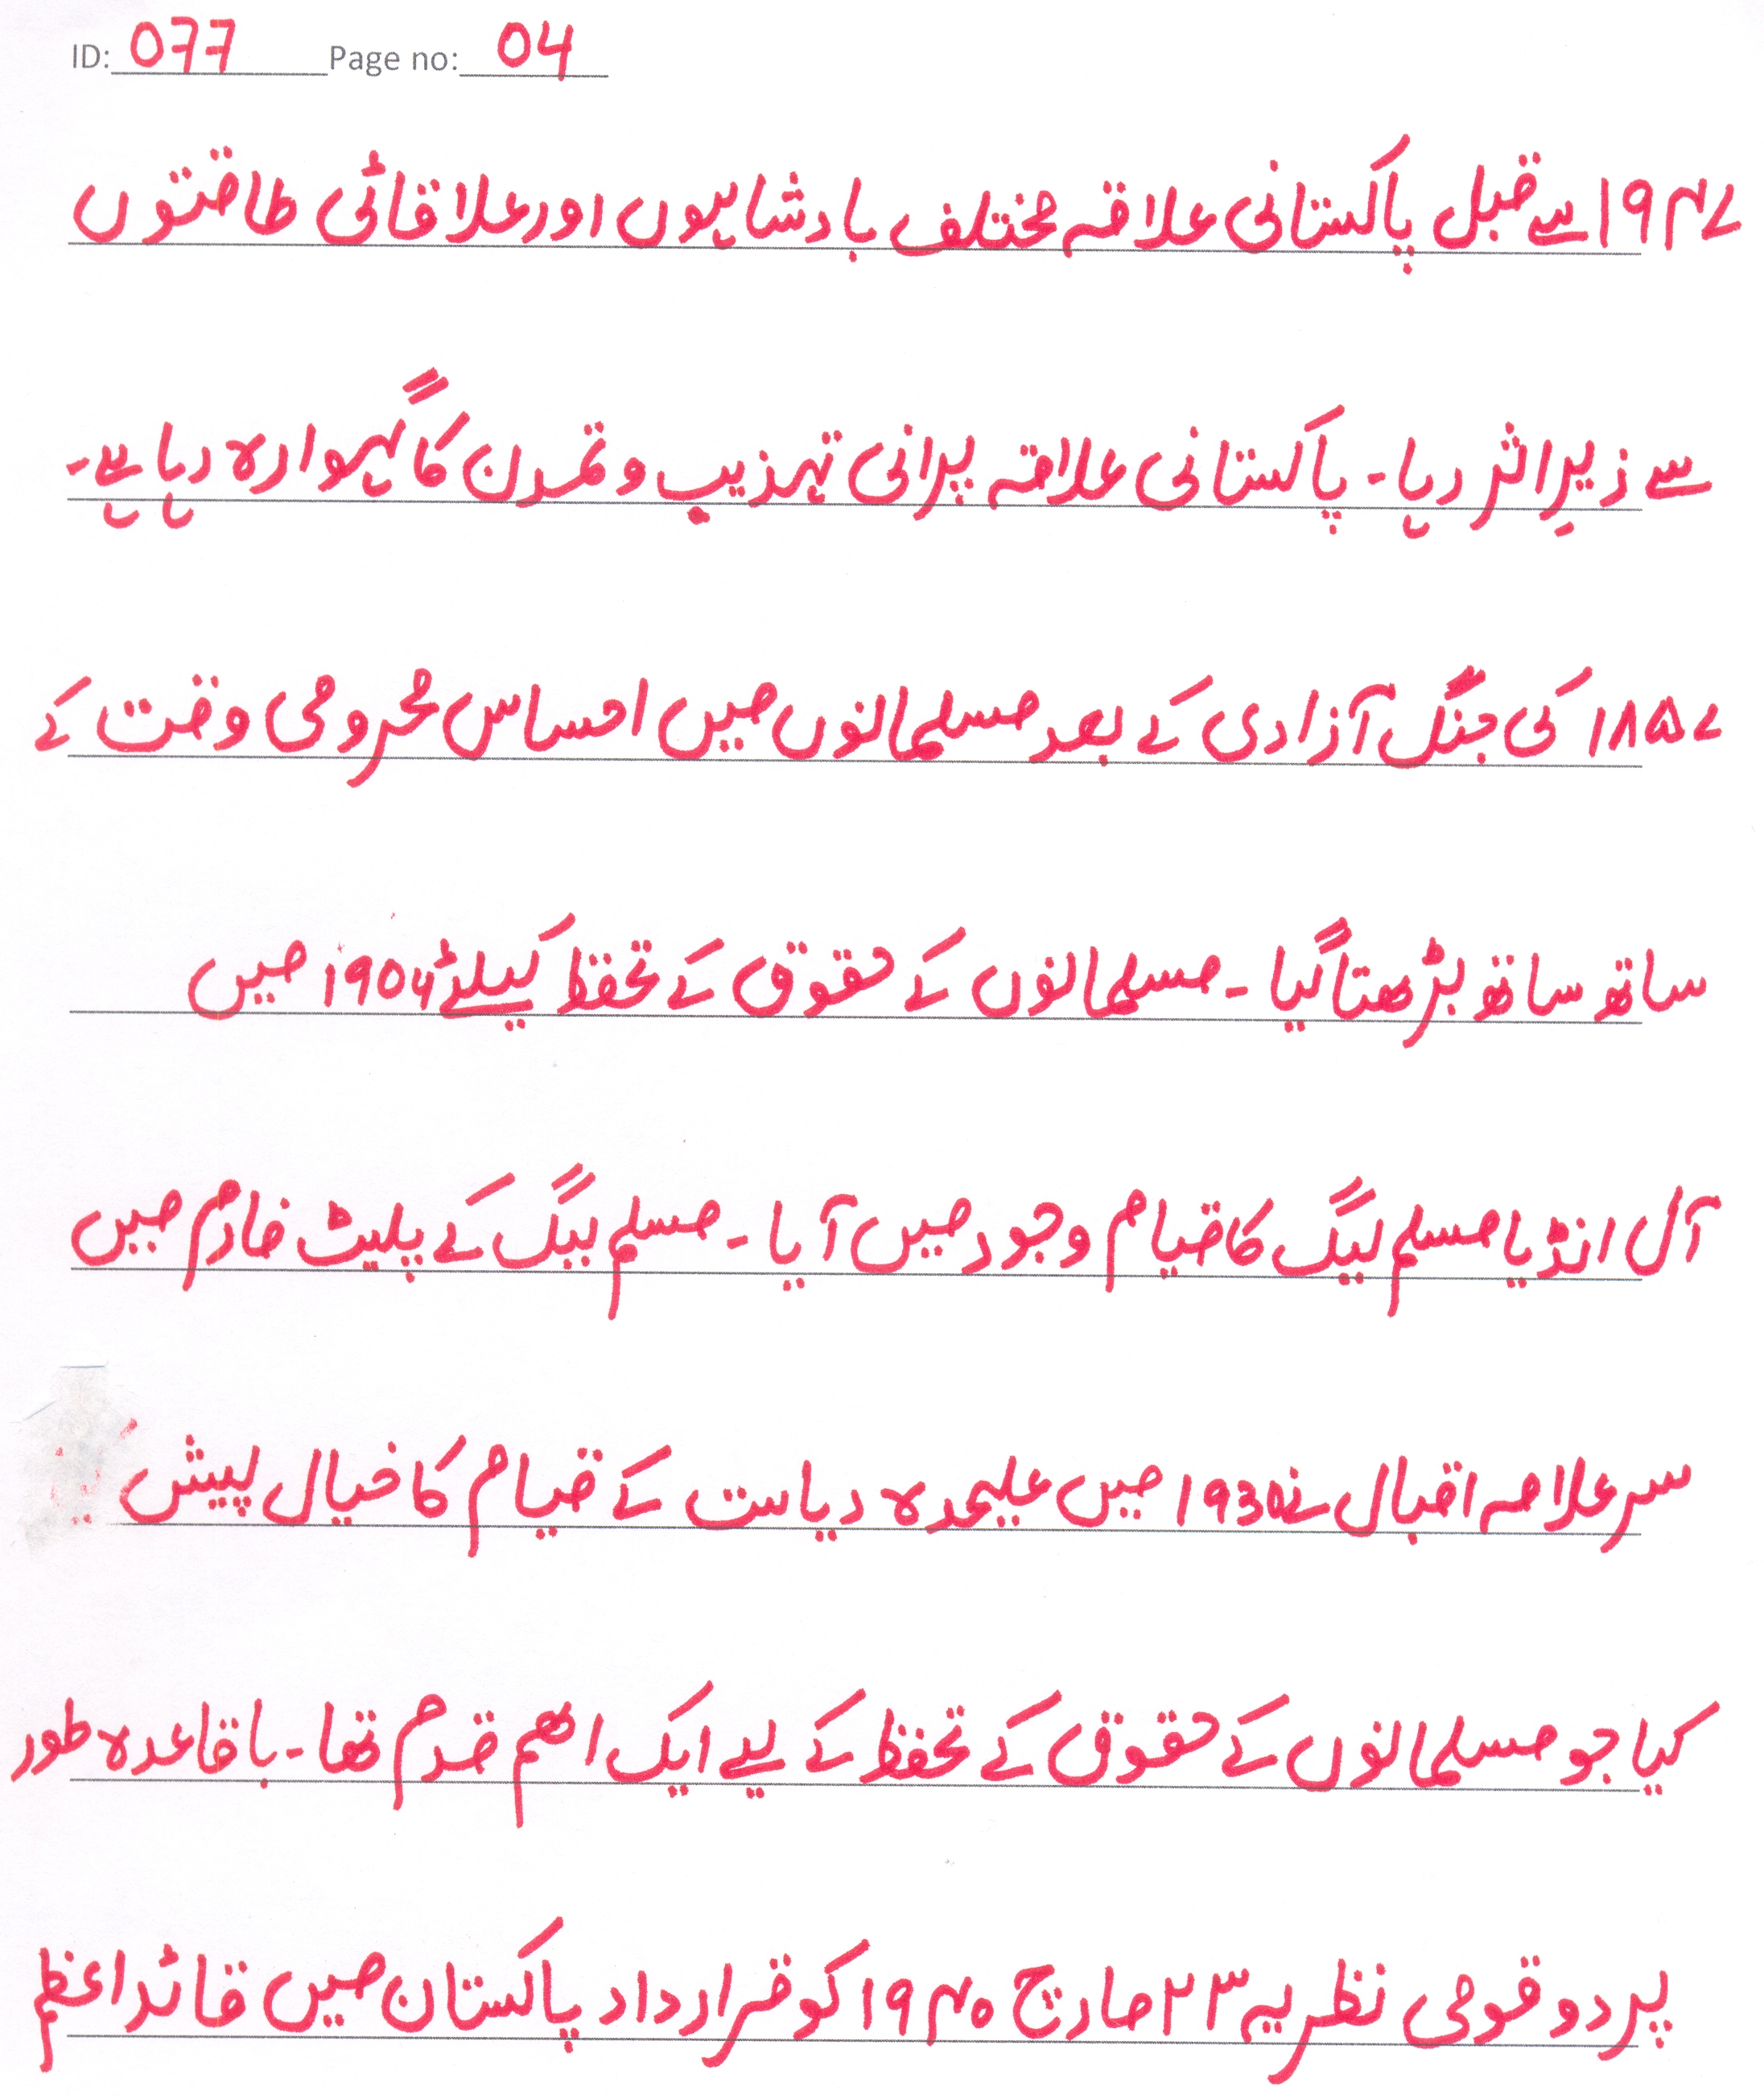 ID: 077 Page no: 04
۱۹۴۷ سے قبل پاکستانی علاقہ مختلف بادشاہوں اور علاقائی طاقتوں
سے زیرِ اثر رہا۔ پاکستانی علاقہ پرانی تہذیب و تمدن کا گہوارہ رہا ہے۔
۱۸۵۷ کی جنگ آزادی کے بعد مسلمانوں میں احساس محرومی وقت کے
ساتھ ساتھ بڑھتا گیا ۔ مسلمانوں کے حقوق کے تحفظ کیلئے ۱۹۰۶ میں
آل انڈیا مسلم لیگ کا قیام وجود میں آیا ۔ مسلم لیگ کے پلیٹ فارم میں
سر علامہ اقبال نے 1930 میں علیحدہ ریاست کے قیام کا خیال پیش
کیا جو مسلمانوں کے حقوق کے تحفظ کے لیے ایک اھم قدم تھا ۔ باقاعدہ طور
پر دو قومی نظریہ ۲۳ مارچ ۱۹۴۰ کو قرارداد پاکستان میں قائداعظم